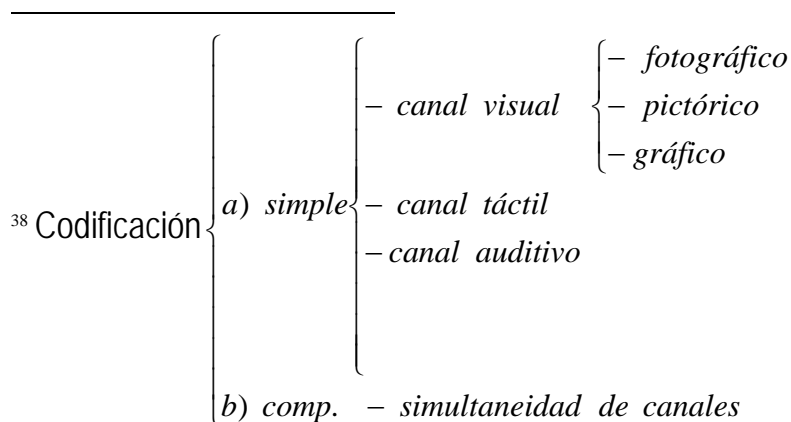 - fotográfico
- canal visual
- pictórico
- gráfico
38 Codificación
a) simple
- canal táctil
- canal auditivo
b) comp. - simultaneidad de canales